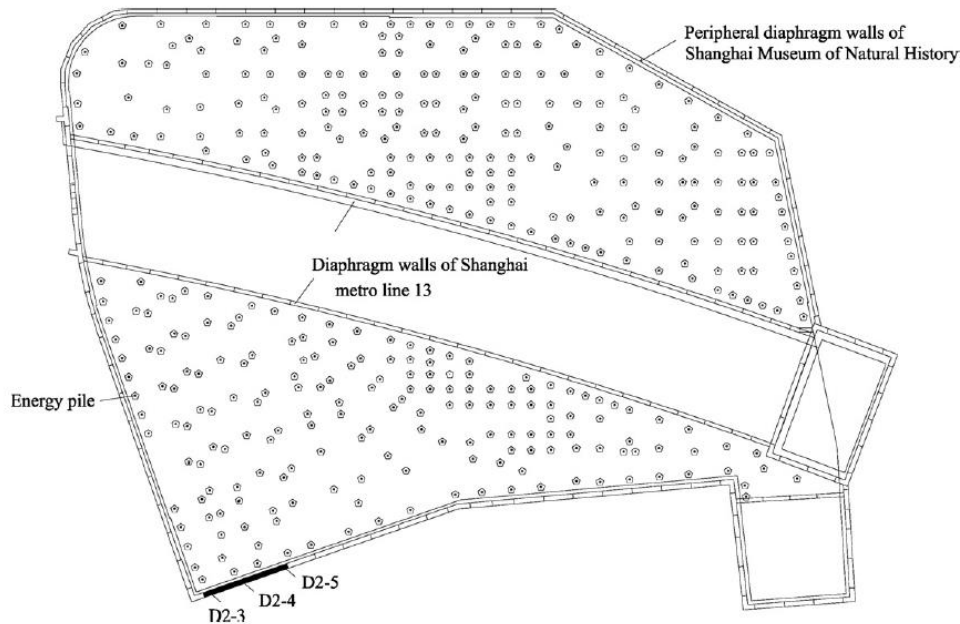 Peripheral diaphragm walls of
Shanghai Museum of Natural History
Diaphragm walls of Shanghai
metro line 13
Energy pile
D2-5
D2-4
D2-3